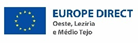 EUROPE DIRECT
Oeste, Lezíria
e Médio Tejo